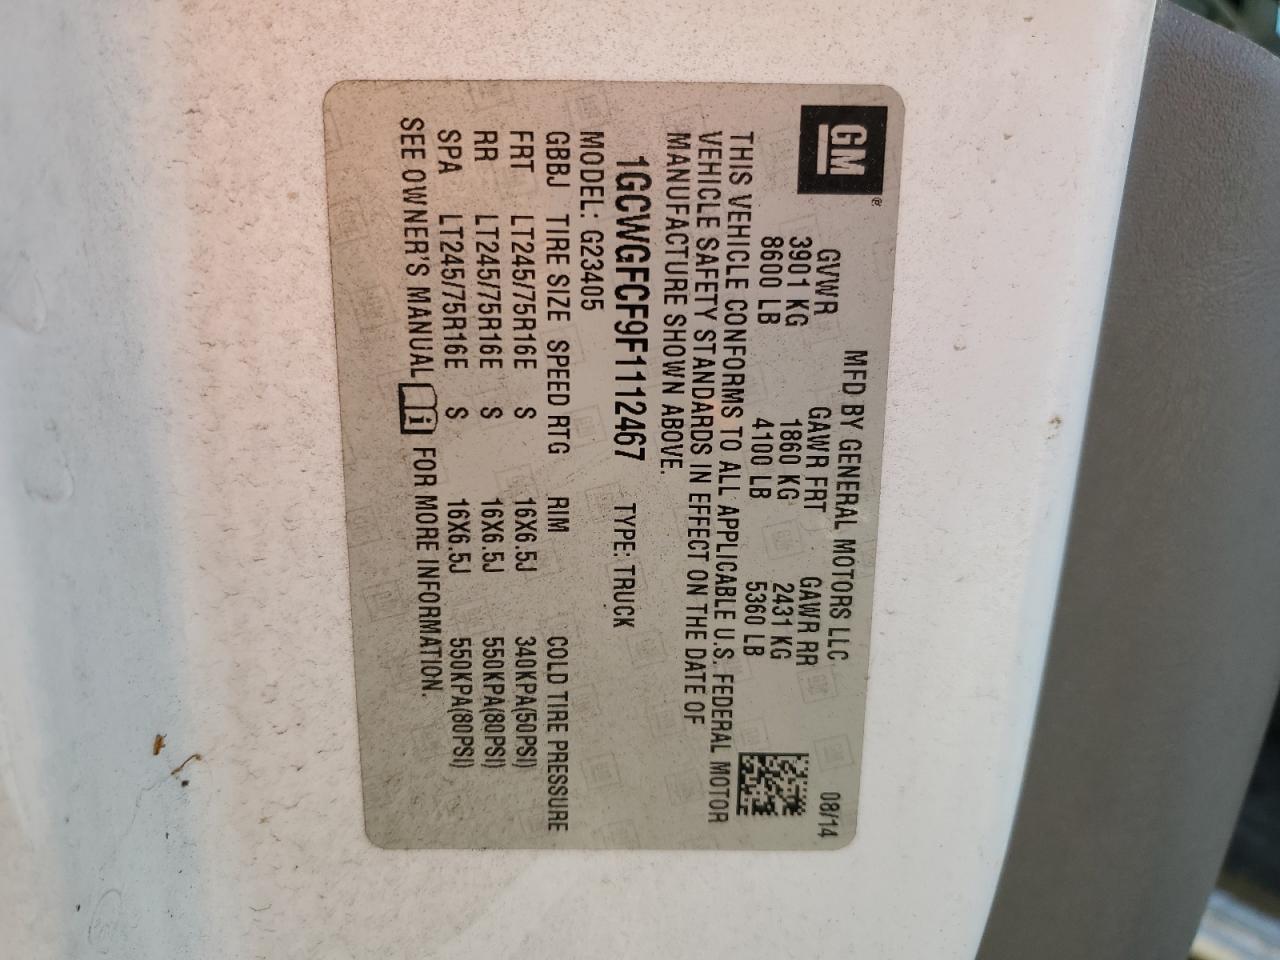 GM®
MFD BY GENERAL MOTORS LLC 08/14
GVWR GAWR FRT GAWR RR
3901 KG 1860 KG 2431 KG
8600 LB 4100 LB 5360 LB
THIS VEHICLE CONFORMS TO ALL APPLICABLE U.S. FEDERAL MOTOR
VEHICLE SAFETY STANDARDS IN EFFECT ON THE DATE OF
MANUFACTURE SHOWN ABOVE.
1GCWGFCF9F1112467 TYPE: TRUCK
MODEL: G23405
GBBJ TIRE SIZE SPEED RTG RIM COLD TIRE PRESSURE
FRT LT245/75R16E S 16X6.5J 340KPA(50PSI)
RR LT245/75R16E S 16X6.5J 550KPA(80PSI)
SPA LT245/75R16E S 16X6.5J 550KPA(80PSI)
SEE OWNER'S MANUAL i FOR MORE INFORMATION.